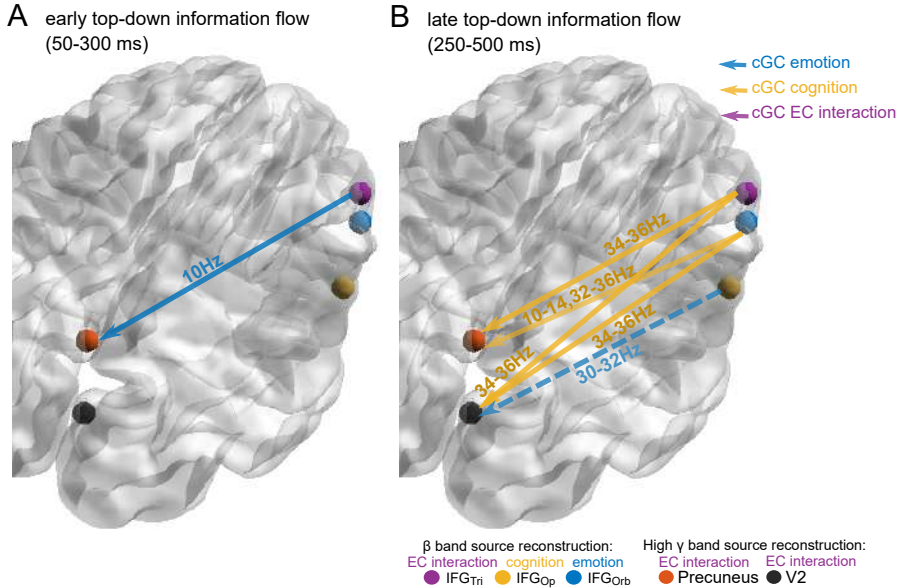 A early top-down information flow
(50-300 ms)
B late top-down information flow
(250-500 ms)
cGC emotion
cGC cognition
cGC EC interaction
10Hz
34-36Hz
10-14,32-36Hz
34-36Hz
34-36Hz
30-32Hz
β band source reconstruction:
EC interaction cognition emotion
IFGTri IFGOp IFGOrb
High γ band source reconstruction:
EC interaction EC interaction
Precuneus V2